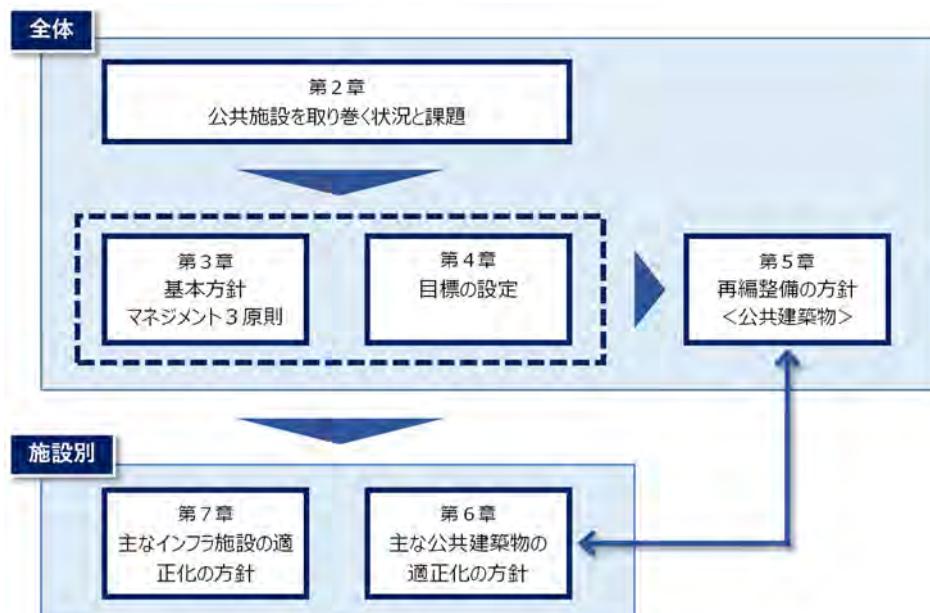 全体
第２章
公共施設を取り巻く状況と課題
第３章
基本方針
マネジメント３原則
第４章
目標の設定
第５章
再編整備の方針
＜公共建築物＞
施設別
第７章
主なインフラ施設の適
正化の方針
第６章
主な公共建築物の
適正化の方針